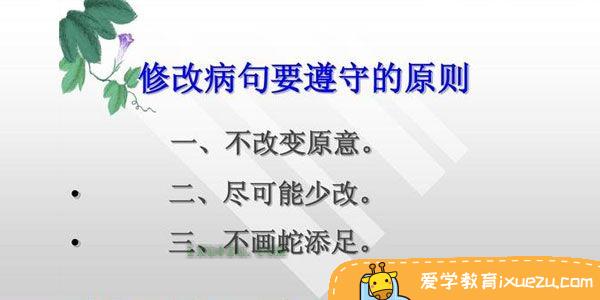 修改病句要遵守的原则
一、不改变原意。
• 二、尽可能少改。
• 三、不画蛇添足。
爱学教育ixuezu.com